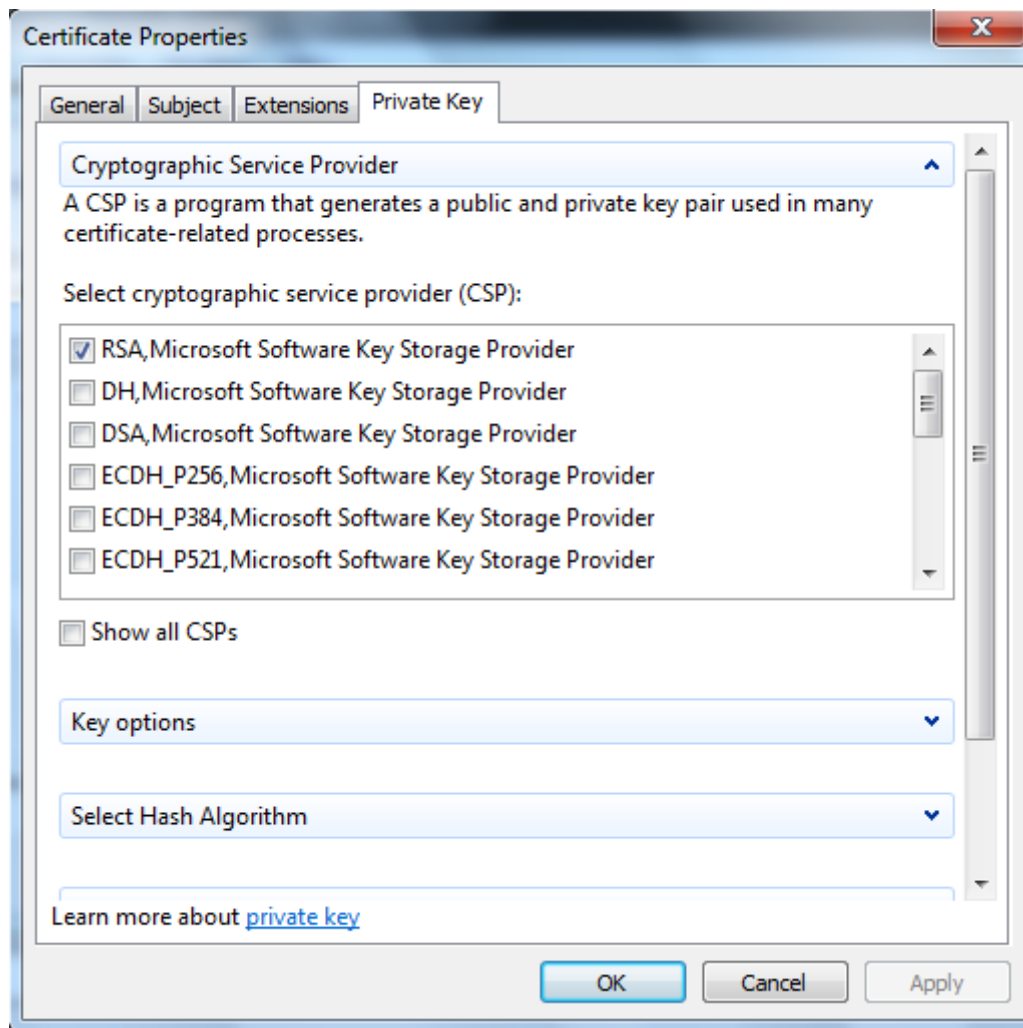 Certificate Properties
General
Subject
Extensions
Private Key
Cryptographic Service Provider
A CSP is a program that generates a public and private key pair used in many
certificate-related processes.
Select cryptographic service provider (CSP):
RSA,Microsoft Software Key Storage Provider
DH,Microsoft Software Key Storage Provider
DSA,Microsoft Software Key Storage Provider
ECDH_P256,Microsoft Software Key Storage Provider
ECDH_P384,Microsoft Software Key Storage Provider
ECDH_P521,Microsoft Software Key Storage Provider
Show all CSPs
Key options
Select Hash Algorithm
Learn more about private key
OK
Cancel
Apply